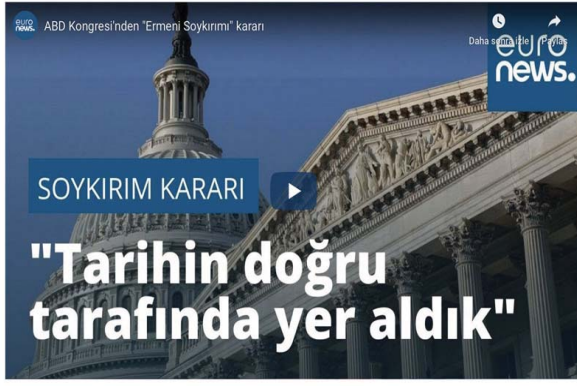 euro
news.
ABD Kongresi'nden "Ermeni Soykırımı" kararı
Daha sonra izle
Paylaş
euro
news.
SOYKIRIM KARARI
"Tarihin doğru
tarafında yer aldık"